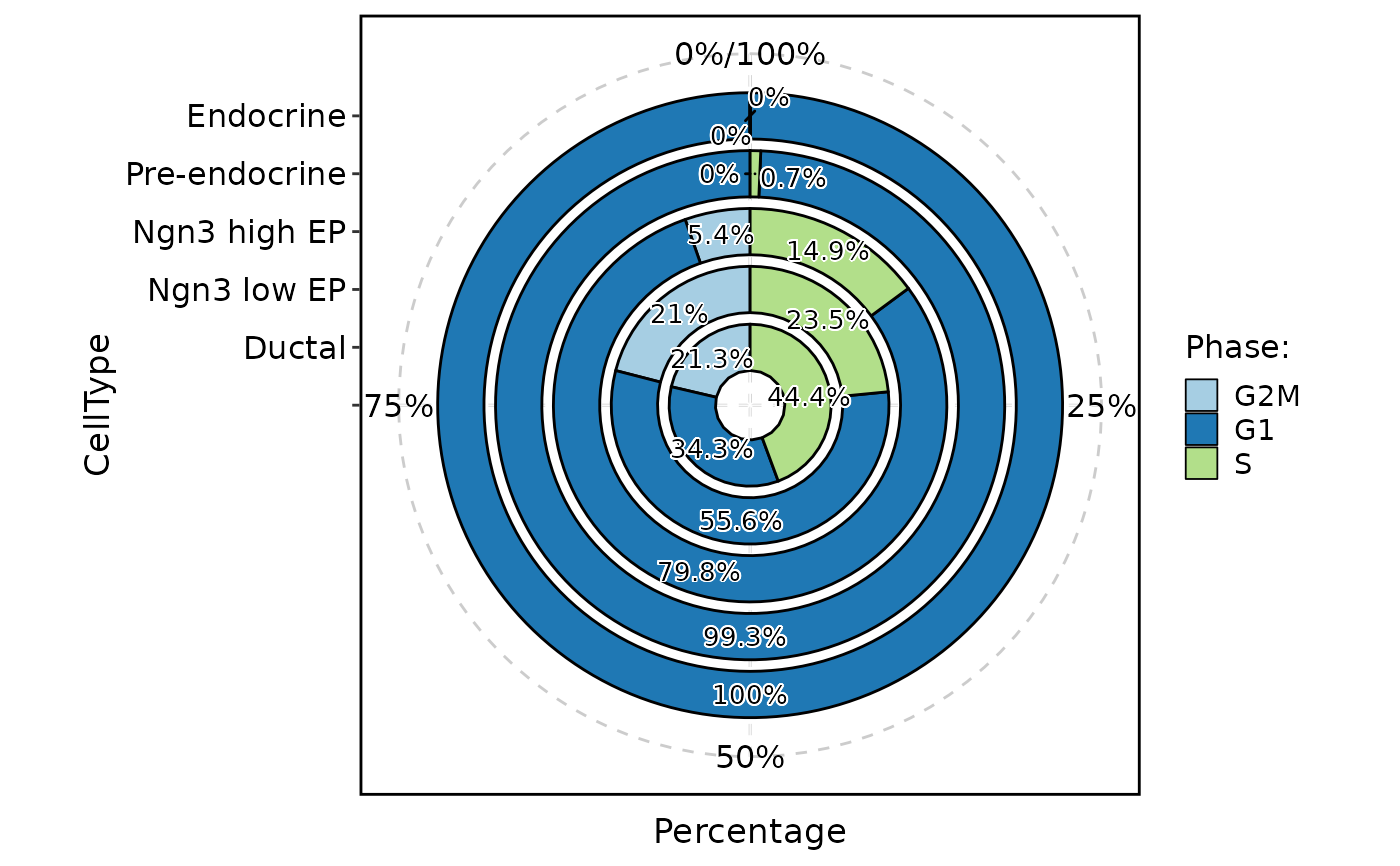 0%/100%
Endocrine
0%
0%
Pre-endocrine
0%
0.7%
Ngn3 high EP
5.4%
14.9%
Ngn3 low EP
21%
23.5%
Ductal
21.3%
44.4%
34.3%
55.6%
79.8%
99.3%
100%
75%
25%
50%
CellType
Percentage
Phase:
G2M
G1
S